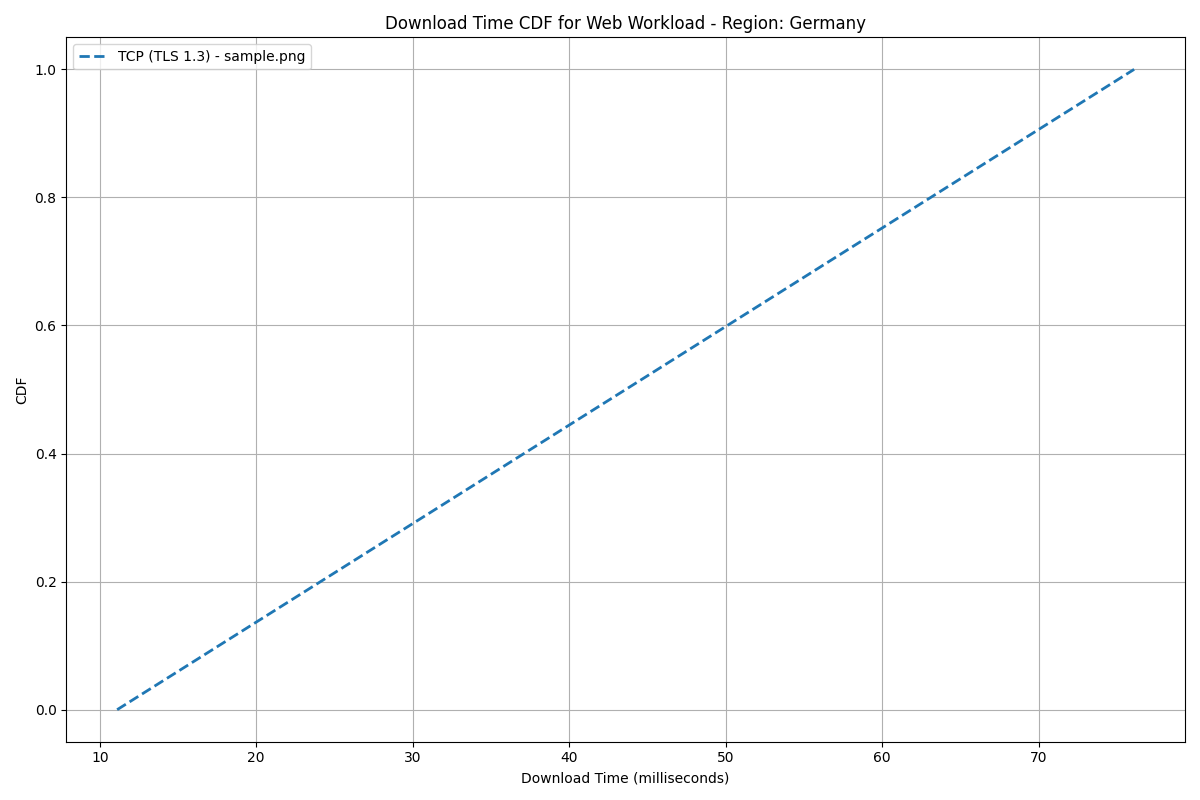 Download Time CDF for Web Workload - Region: Germany
TCP (TLS 1.3) - sample.png
1.0
0.8
0.6
0.4
0.2
0.0
CDF
10 20 30 40 50 60 70
Download Time (milliseconds)